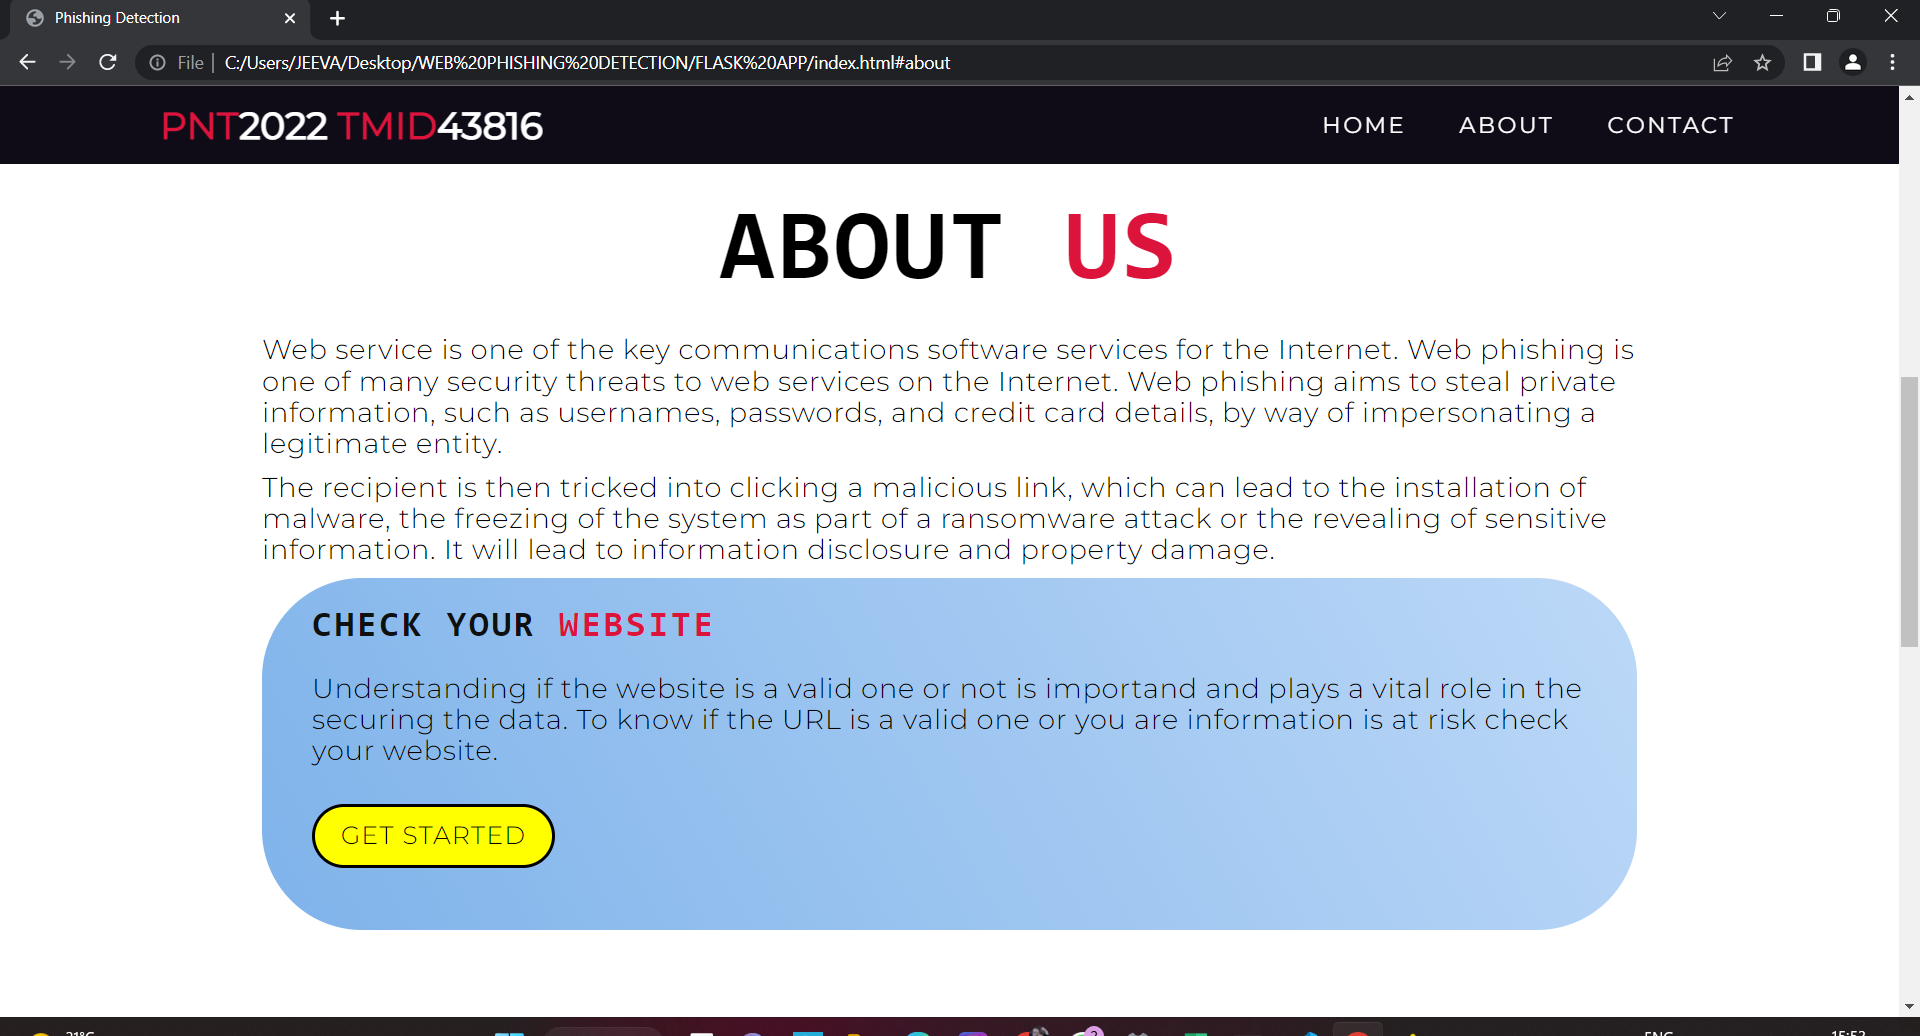 Phishing Detection
File | C:/Users/JEEVA/Desktop/WEB%20PHISHING%20DETECTION/FLASK%20APP/index.html#about
PNT2022 TMID43816
HOME ABOUT CONTACT
ABOUT US
Web service is one of the key communications software services for the Internet. Web phishing is
one of many security threats to web services on the Internet. Web phishing aims to steal private
information, such as usernames, passwords, and credit card details, by way of impersonating a
legitimate entity.
The recipient is then tricked into clicking a malicious link, which can lead to the installation of
malware, the freezing of the system as part of a ransomware attack or the revealing of sensitive
information. It will lead to information disclosure and property damage.
CHECK YOUR WEBSITE
Understanding if the website is a valid one or not is importand and plays a vital role in the
securing the data. To know if the URL is a valid one or you are information is at risk check
your website.
GET STARTED